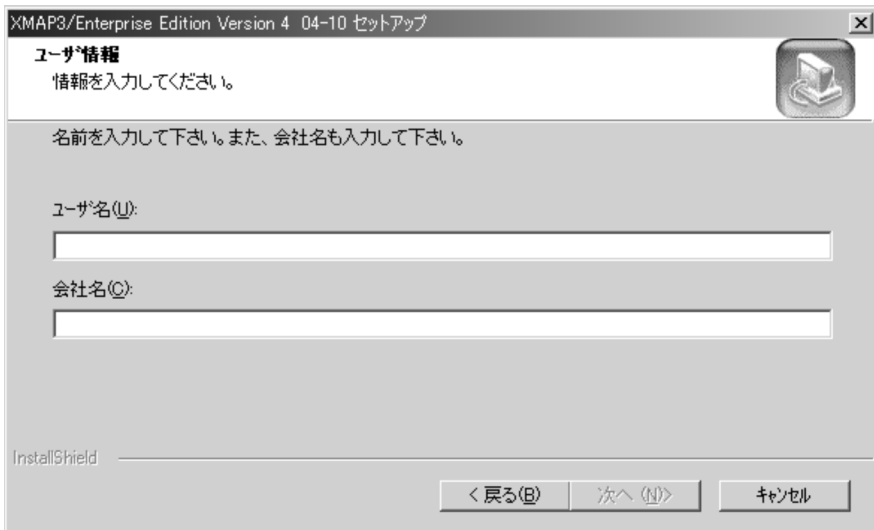 XMAP3/Enterprise Edition Version 4 04-10 セットアップ
ユーザ情報
情報を入力してください。
名前を入力して下さい。また、会社名も入力して下さい。
ユーザ名(U):
会社名(C):
InstallShield
< 戻る(B) 次へ (N)> キャンセル